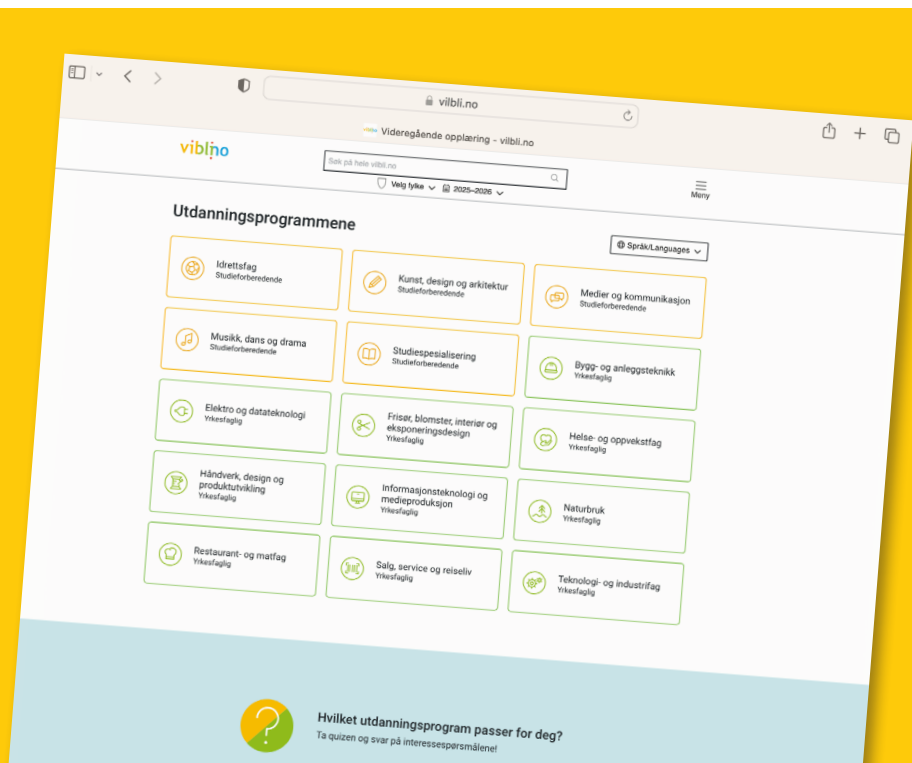 vilbli.no
Videregående opplæring – vilbli.no
viblino
Søk på hele vilbli.no
Velg fylke
2025–2026
Meny
Utdanningsprogrammene
Språk/Languages
Idrettsfag
Studieforberedende
Kunst, design og arkitektur
Studieforberedende
Medier og kommunikasjon
Studieforberedende
Musikk, dans og drama
Studieforberedende
Studiespesialisering
Studieforberedende
Bygg- og anleggsteknikk
Yrkesfaglig
Elektro og datateknologi
Yrkesfaglig
Frisør, blomster, interiør og
eksponeringsdesign
Yrkesfaglig
Helse- og oppvekstfag
Yrkesfaglig
Håndverk, design og
produktutvikling
Yrkesfaglig
Informasjonsteknologi og
medieproduksjon
Yrkesfaglig
Naturbruk
Yrkesfaglig
Restaurant- og matfag
Yrkesfaglig
Salg, service og reiseliv
Yrkesfaglig
Teknologi- og industrifag
Yrkesfaglig
Hvilket utdanningsprogram passer for deg?
Ta quizen og svar på interessespørsmålene!